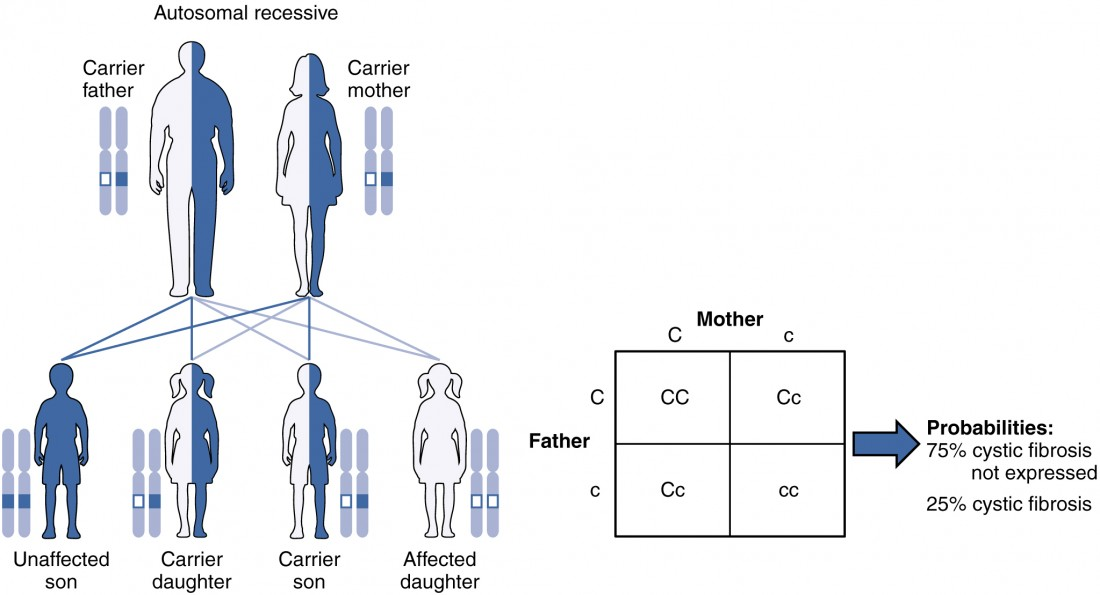 Autosomal recessive
Carrier
father
Carrier
mother
Unaffected
son
Carrier
daughter
Carrier
son
Affected
daughter
Mother
C c
C CC Cc
Father
c Cc cc
Probabilities:
75% cystic fibrosis
not expressed
25% cystic fibrosis